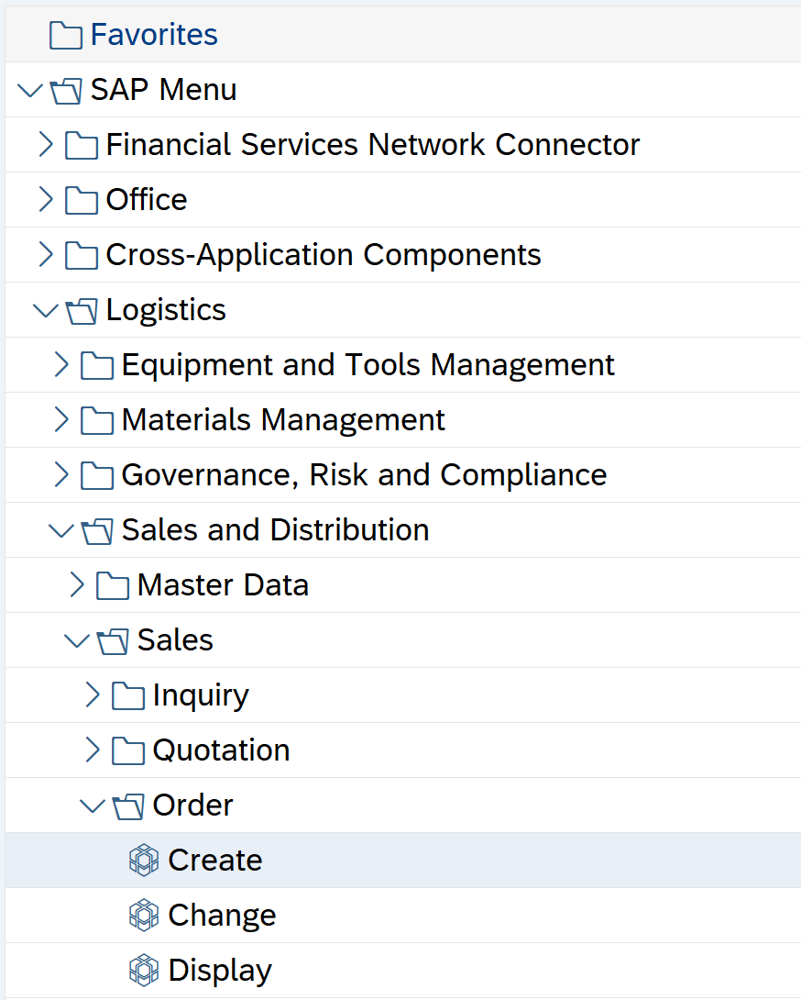 Favorites
SAP Menu
Financial Services Network Connector
Office
Cross-Application Components
Logistics
Equipment and Tools Management
Materials Management
Governance, Risk and Compliance
Sales and Distribution
Master Data
Sales
Inquiry
Quotation
Order
Create
Change
Display